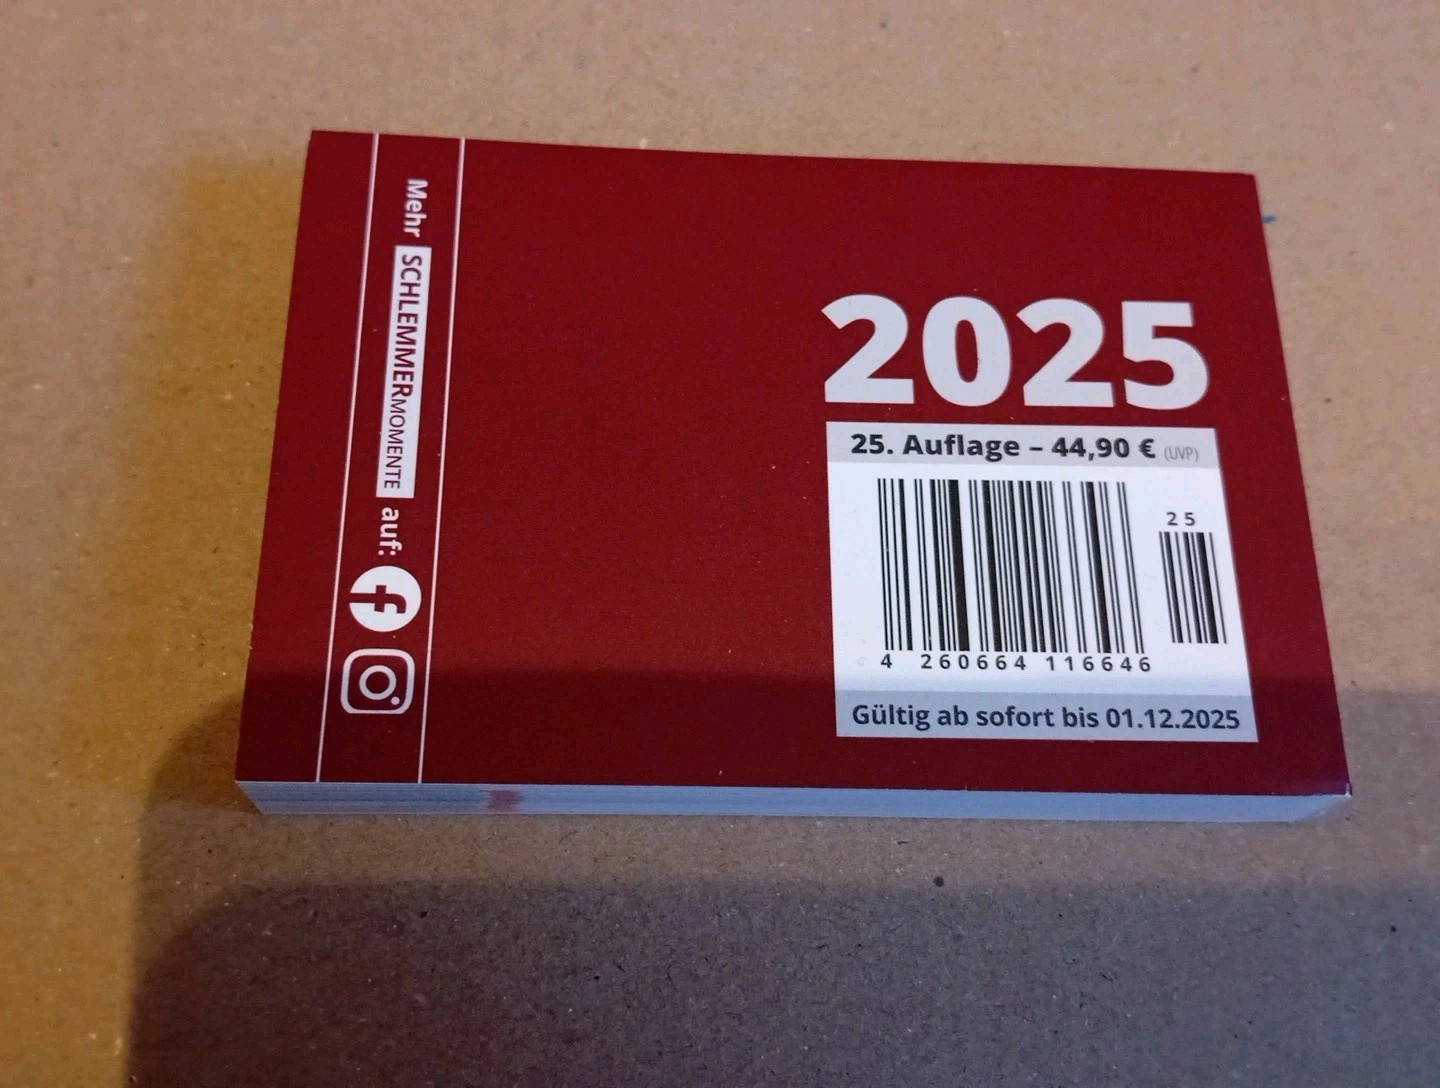 Mehr SCHLEMMERMOMENTE auf:
2025
25. Auflage – 44,90 € (UVP)
25
4 260664 116646
Gültig ab sofort bis 01.12.2025